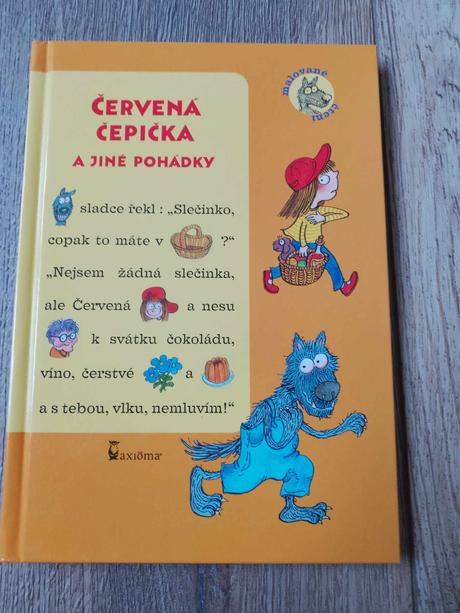 malované čtení
ČERVENÁ
ČEPIČKA
A JINÉ POHÁDKY
sladce řekl : „Slečinko,
copak to máte v ?“
„Nejsem žádná slečinka,
ale Červená a nesu
k svátku čokoládu,
víno, čerstvé a
a s tebou, vlku, nemluvím!“
axióma